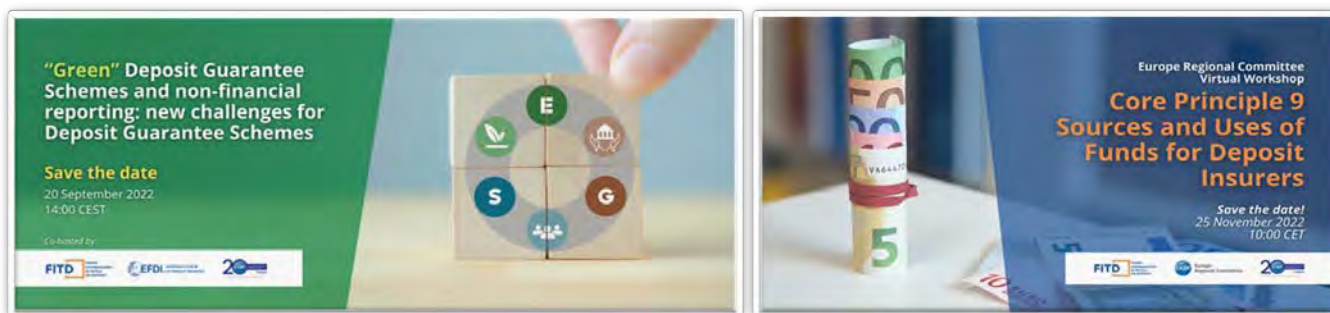 "Green" Deposit Guarantee
Schemes and non-financial
reporting: new challenges for
Deposit Guarantee Schemes
Save the date
20 September 2022
14:00 CEST
Co-hosted by:
FITD
EFDI
20
E
S
G
Europe Regional Committee
Virtual Workshop
Core Principle 9
Sources and Uses of
Funds for Deposit
Insurers
Save the date!
25 November 2022
10:00 CET
FITD
Europe
Regional Committee
20
5